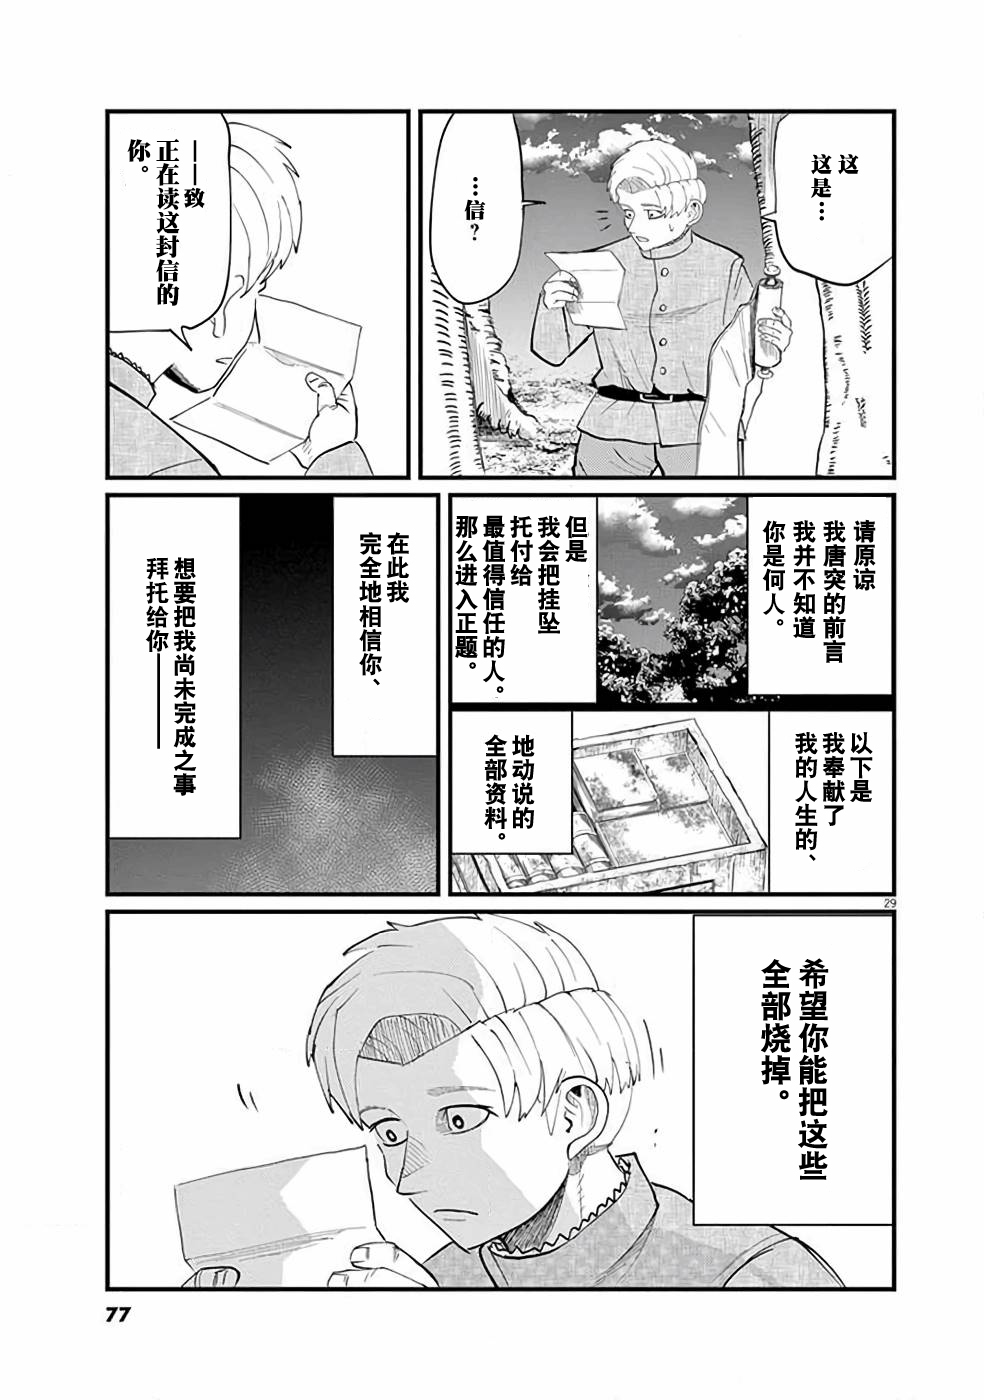 这
这是…
…信？
——致
正在读这封信的
你。
请原谅
我唐突的前言
我并不知道
你是何人。
但是
我会把挂坠
托付给
最值得信任的人。
那么进入正题。
以下是
我奉献了
我的人生的、
地动说的
全部资料。
在此我
完全地相信你、
想要把我尚未完成之事
拜托给你——
29
希望你能把这些
全部烧掉。
77